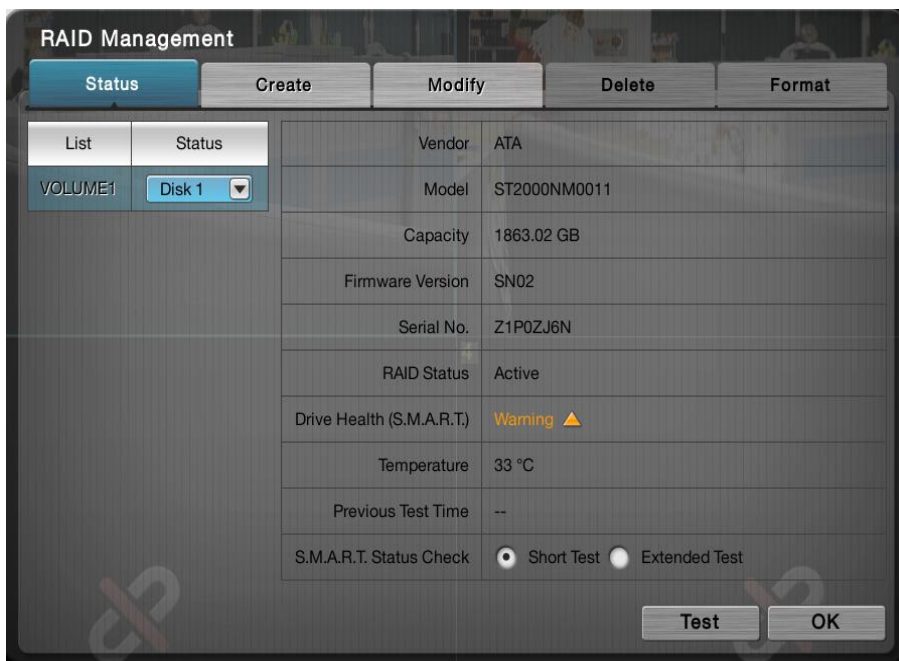 RAID Management
Status Create Modify Delete Format
List Status
VOLUME1 Disk 1
Vendor ATA
Model ST2000NM0011
Capacity 1863.02 GB
Firmware Version SN02
Serial No. Z1P0ZJ6N
RAID Status Active
Drive Health (S.M.A.R.T.) Warning
Temperature 33 °C
Previous Test Time --
S.M.A.R.T. Status Check Short Test Extended Test
Test OK